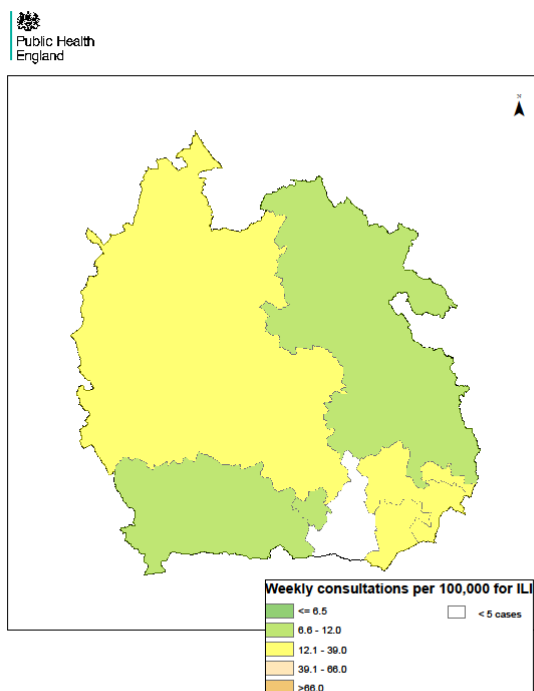 Public Health
England
N
Weekly consultations per 100,000 for ILI
<= 6.5
< 5 cases
6.6 - 12.0
12.1 - 39.0
39.1 - 66.0
>66.0